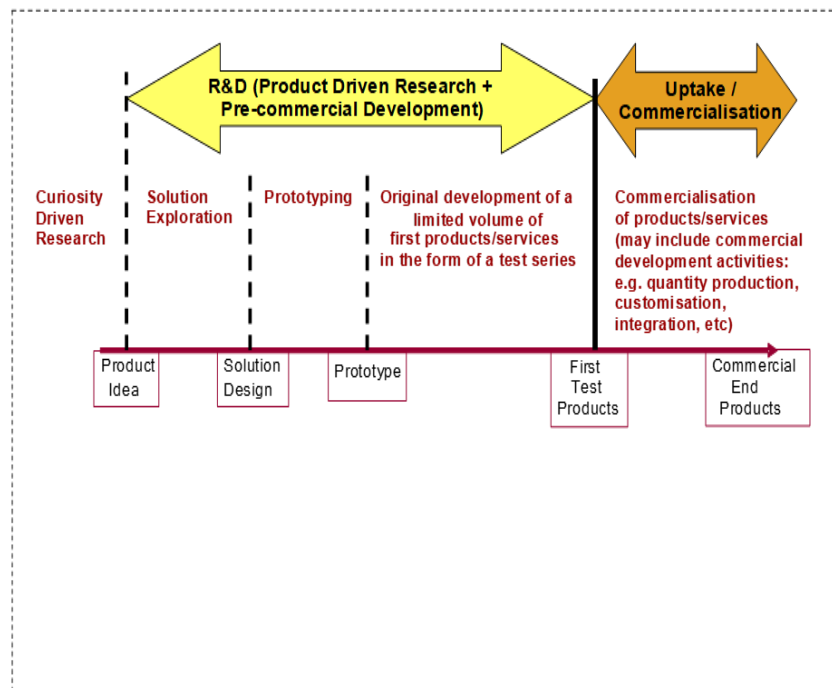 R&D (Product Driven Research +
Pre-commercial Development)
Uptake /
Commercialisation
Curiosity
Driven
Research
Solution
Exploration
Prototyping
Original development of a
limited volume of
first products/services
in the form of a test series
Commercialisation
of products/services
(may include commercial
development activities:
e.g. quantity production,
customisation,
integration, etc)
Product
Idea
Solution
Design
Prototype
First
Test
Products
Commercial
End
Products